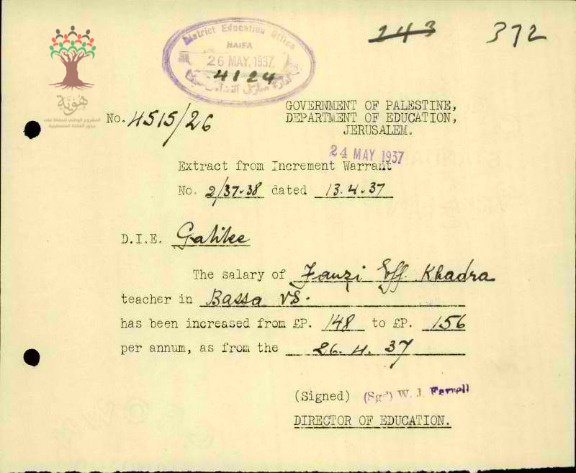 243 372
District Education Office
HAIFA
26 MAY. 1937
4124
هوية
No. 4515/26
GOVERNMENT OF PALESTINE,
DEPARTMENT OF EDUCATION,
JERUSALEM.
24 MAY 1937
Extract from Increment Warrant
No. 2/37-38 dated 13.4.37
D.I.E. Galilee
The salary of Fauzi Eff. Khadra
teacher in Bassa VS.
has been increased from £P. 148 to £P. 156
per annum, as from the 26.4.37
(Signed) (Sgd) W. J. Farrell
DIRECTOR OF EDUCATION.